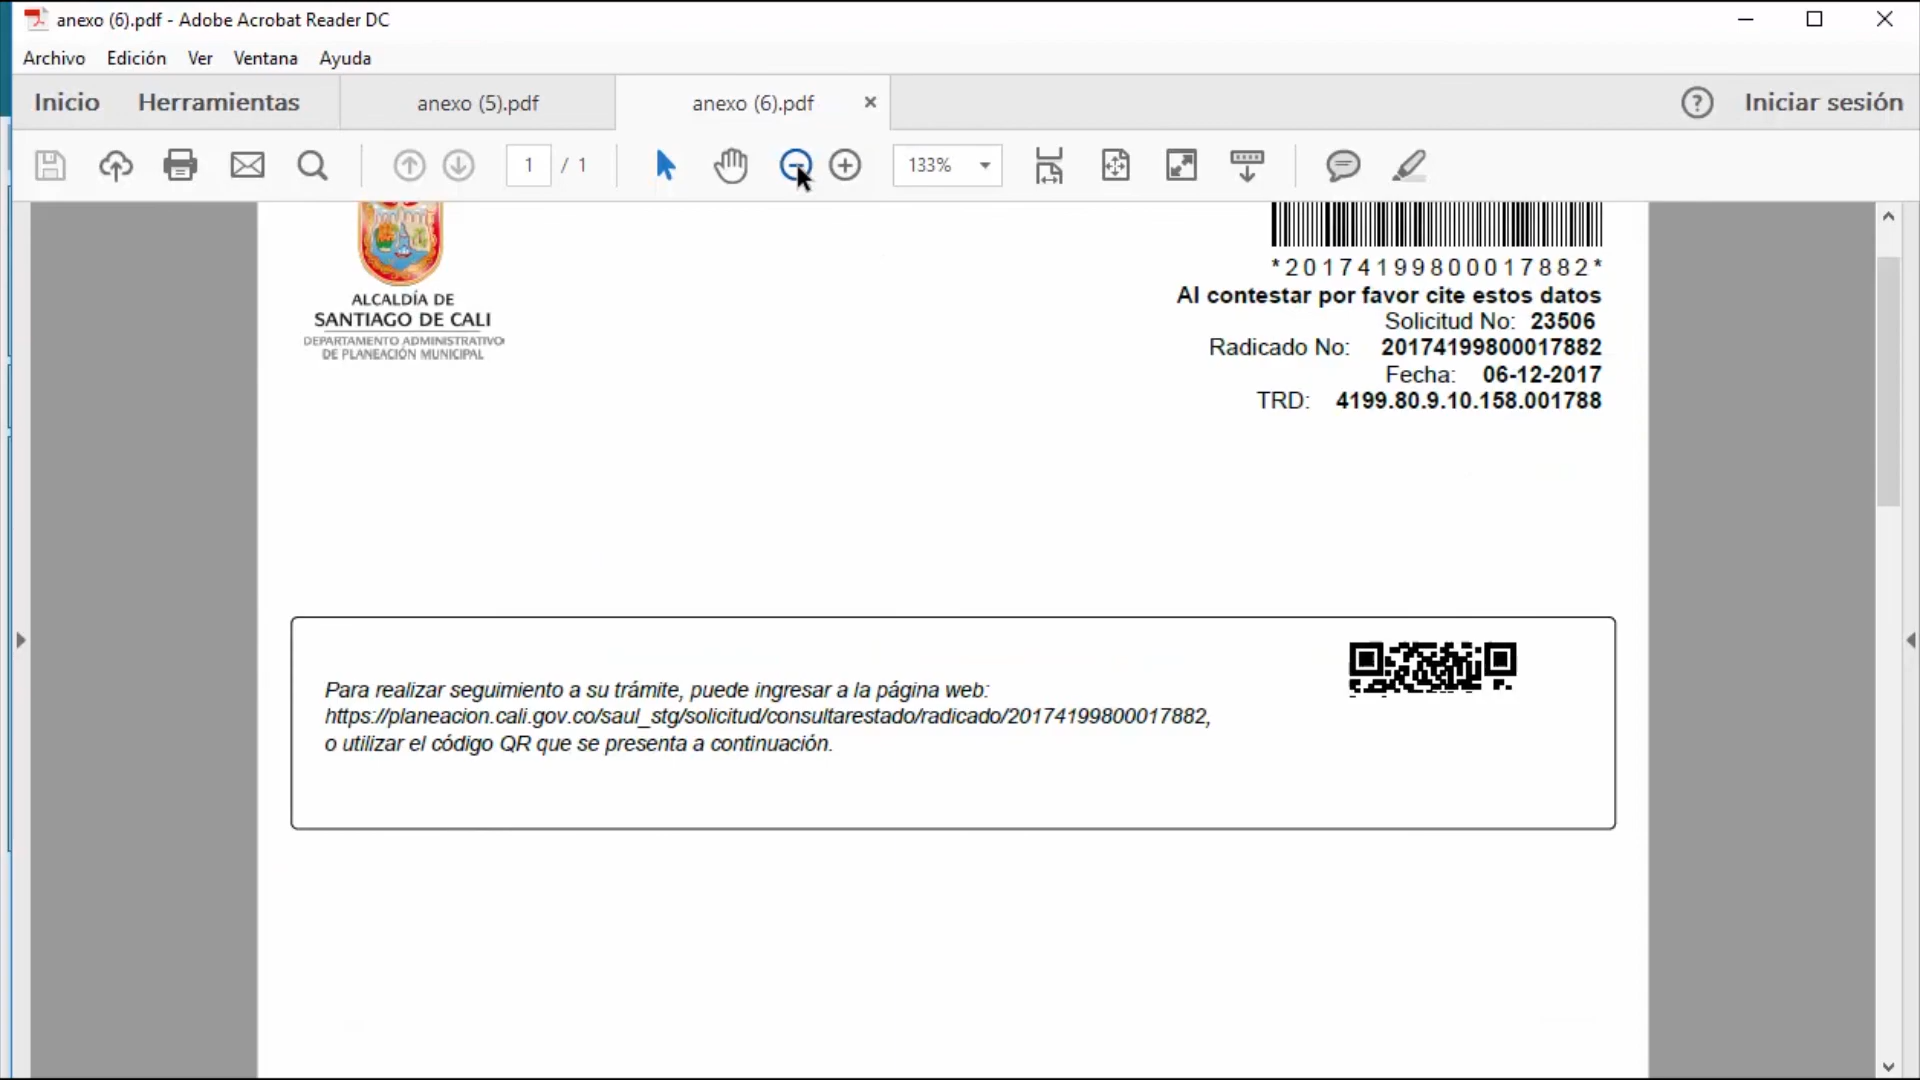 anexo (6).pdf - Adobe Acrobat Reader DC
Archivo Edición Ver Ventana Ayuda
Inicio Herramientas anexo (5).pdf anexo (6).pdf Iniciar sesión
1 / 1 133%
ALCALDÍA DE
SANTIAGO DE CALI
DEPARTAMENTO ADMINISTRATIVO
DE PLANEACIÓN MUNICIPAL
*20174199800017882*
Al contestar por favor cite estos datos
Solicitud No: 23506
Radicado No: 20174199800017882
Fecha: 06-12-2017
TRD: 4199.80.9.10.158.001788
Para realizar seguimiento a su trámite, puede ingresar a la página web:
https://planeacion.cali.gov.co/saul_stg/solicitud/consultarestado/radicado/20174199800017882,
o utilizar el código QR que se presenta a continuación.